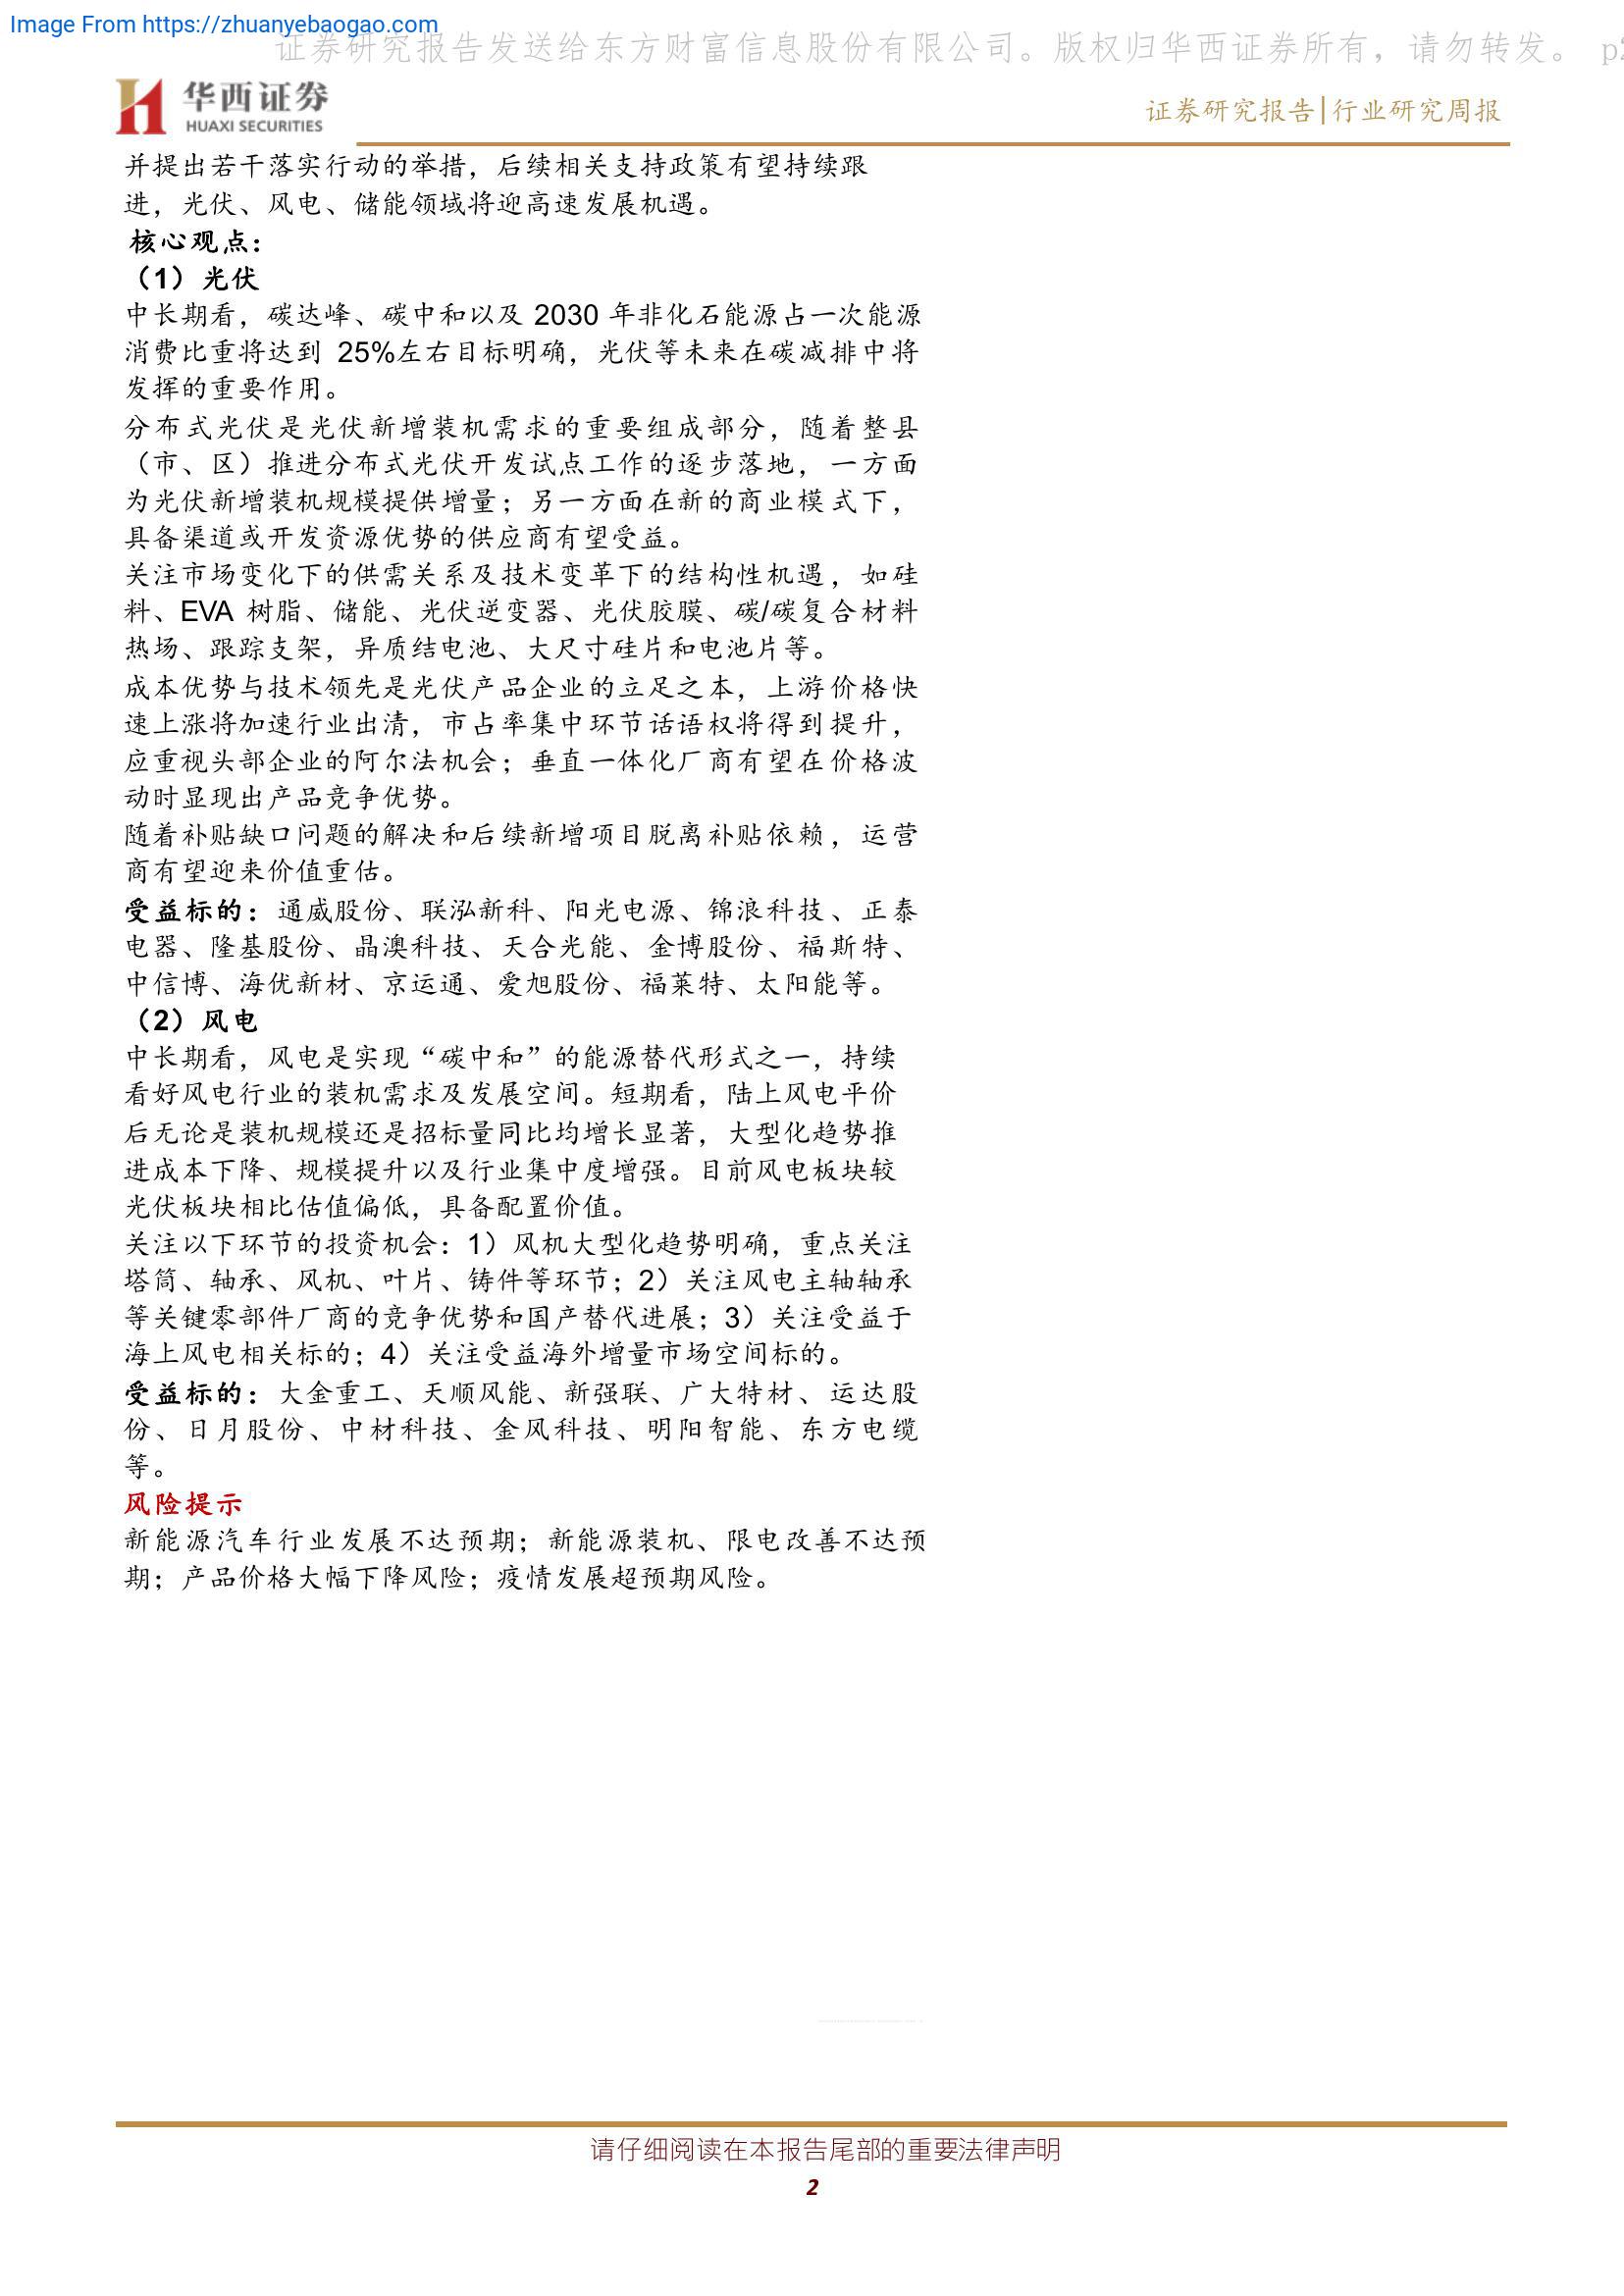 Image From https://zhuanyebaogao.com
证券研究报告发送给东方财富信息股份有限公司。版权归华西证券所有，请勿转发。 p2
华西证券
HUAXI SECURITIES
证券研究报告|行业研究周报
并提出若干落实行动的举措，后续相关支持政策有望持续跟
进，光伏、风电、储能领域将迎高速发展机遇。
核心观点：
（1）光伏
中长期看，碳达峰、碳中和以及 2030 年非化石能源占一次能源
消费比重将达到 25%左右目标明确，光伏等未来在碳减排中将
发挥的重要作用。
分布式光伏是光伏新增装机需求的重要组成部分，随着整县
（市、区）推进分布式光伏开发试点工作的逐步落地，一方面
为光伏新增装机规模提供增量；另一方面在新的商业模式下，
具备渠道或开发资源优势的供应商有望受益。
关注市场变化下的供需关系及技术变革下的结构性机遇，如硅
料、EVA 树脂、储能、光伏逆变器、光伏胶膜、碳/碳复合材料
热场、跟踪支架，异质结电池、大尺寸硅片和电池片等。
成本优势与技术领先是光伏产品企业的立足之本，上游价格快
速上涨将加速行业出清，市占率集中环节话语权将得到提升，
应重视头部企业的阿尔法机会；垂直一体化厂商有望在价格波
动时显现出产品竞争优势。
随着补贴缺口问题的解决和后续新增项目脱离补贴依赖，运营
商有望迎来价值重估。
受益标的：通威股份、联泓新科、阳光电源、锦浪科技、正泰
电器、隆基股份、晶澳科技、天合光能、金博股份、福斯特、
中信博、海优新材、京运通、爱旭股份、福莱特、太阳能等。
（2）风电
中长期看，风电是实现“碳中和”的能源替代形式之一，持续
看好风电行业的装机需求及发展空间。短期看，陆上风电平价
后无论是装机规模还是招标量同比均增长显著，大型化趋势推
进成本下降、规模提升以及行业集中度增强。目前风电板块较
光伏板块相比估值偏低，具备配置价值。
关注以下环节的投资机会：1）风机大型化趋势明确，重点关注
塔筒、轴承、风机、叶片、铸件等环节；2）关注风电主轴轴承
等关键零部件厂商的竞争优势和国产替代进展；3）关注受益于
海上风电相关标的；4）关注受益海外增量市场空间标的。
受益标的：大金重工、天顺风能、新强联、广大特材、运达股
份、日月股份、中材科技、金风科技、明阳智能、东方电缆
等。
风险提示
新能源汽车行业发展不达预期；新能源装机、限电改善不达预
期；产品价格大幅下降风险；疫情发展超预期风险。
请仔细阅读在本报告尾部的重要法律声明
2